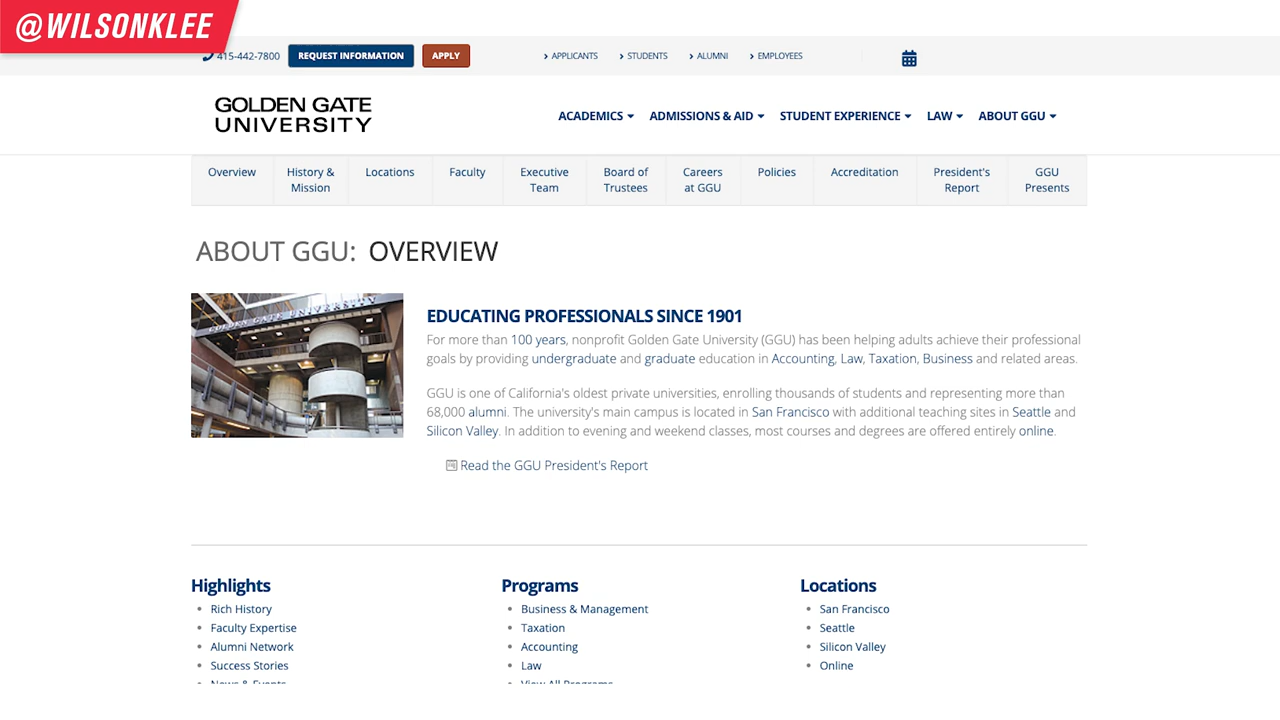 @WILSONKLEE
415-442-7800 REQUEST INFORMATION APPLY APPLICANTS STUDENTS ALUMNI EMPLOYEES
GOLDEN GATE
UNIVERSITY
ACADEMICS ADMISSIONS & AID STUDENT EXPERIENCE LAW ABOUT GGU
Overview
History &
Mission
Locations
Faculty
Executive
Team
Board of
Trustees
Careers
at GGU
Policies
Accreditation
President's
Report
GGU
Presents
ABOUT GGU: OVERVIEW
GOLDEN GATE UNIVERSITY
EDUCATING PROFESSIONALS SINCE 1901
For more than 100 years, nonprofit Golden Gate University (GGU) has been helping adults achieve their professional
goals by providing undergraduate and graduate education in Accounting, Law, Taxation, Business and related areas.
GGU is one of California's oldest private universities, enrolling thousands of students and representing more than
68,000 alumni. The university's main campus is located in San Francisco with additional teaching sites in Seattle and
Silicon Valley. In addition to evening and weekend classes, most courses and degrees are offered entirely online.
Read the GGU President's Report
Highlights
Rich History
Faculty Expertise
Alumni Network
Success Stories
News & Events
Programs
Business & Management
Taxation
Accounting
Law
View All Programs
Locations
San Francisco
Seattle
Silicon Valley
Online